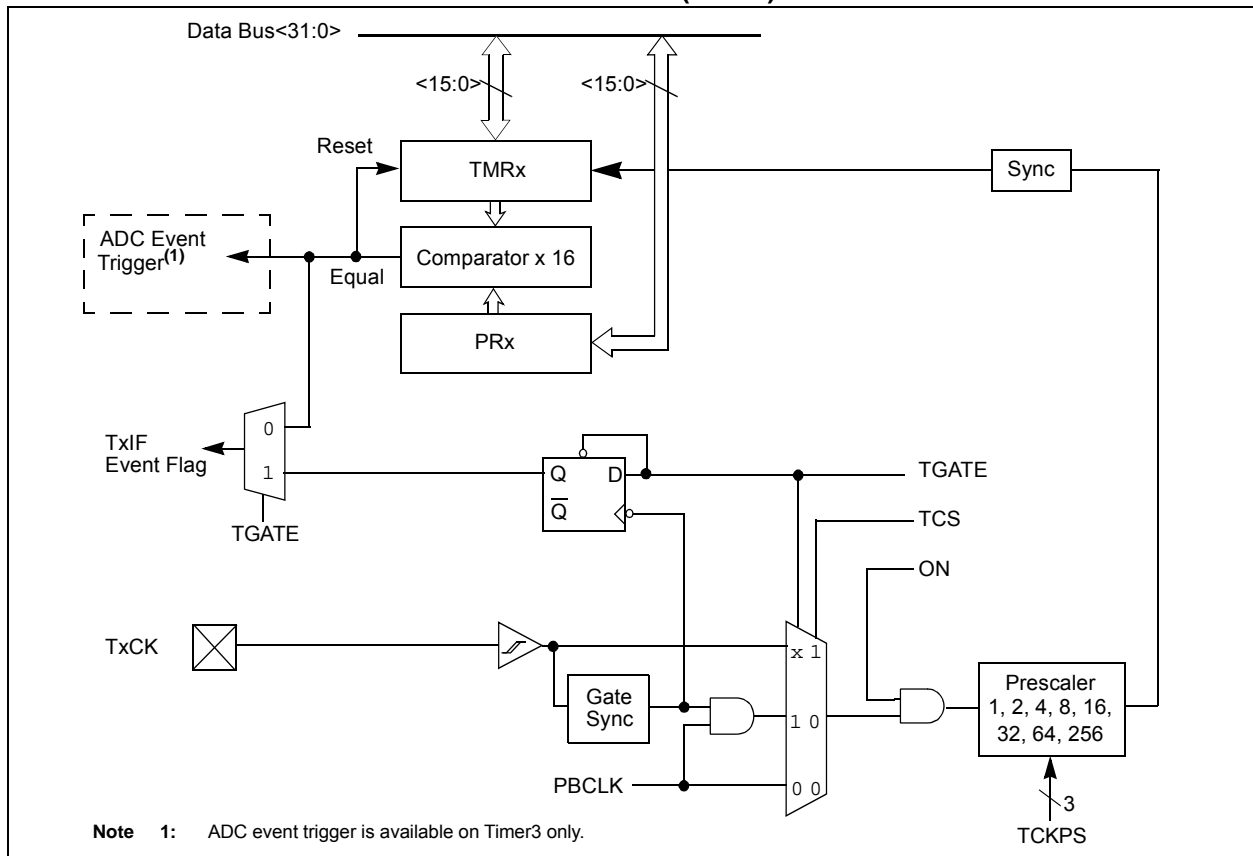 Data Bus<31:0>
<15:0>
<15:0>
Reset
TMRx
Sync
ADC Event
Trigger(1)
Equal
Comparator x 16
PRx
0
TxIF
Event Flag
1
Q
D
Q
TGATE
TGATE
TCS
ON
TxCK
x 1
Gate
Sync
1 0
Prescaler
1, 2, 4, 8, 16,
32, 64, 256
PBCLK
0 0
3
TCKPS
Note 1: ADC event trigger is available on Timer3 only.